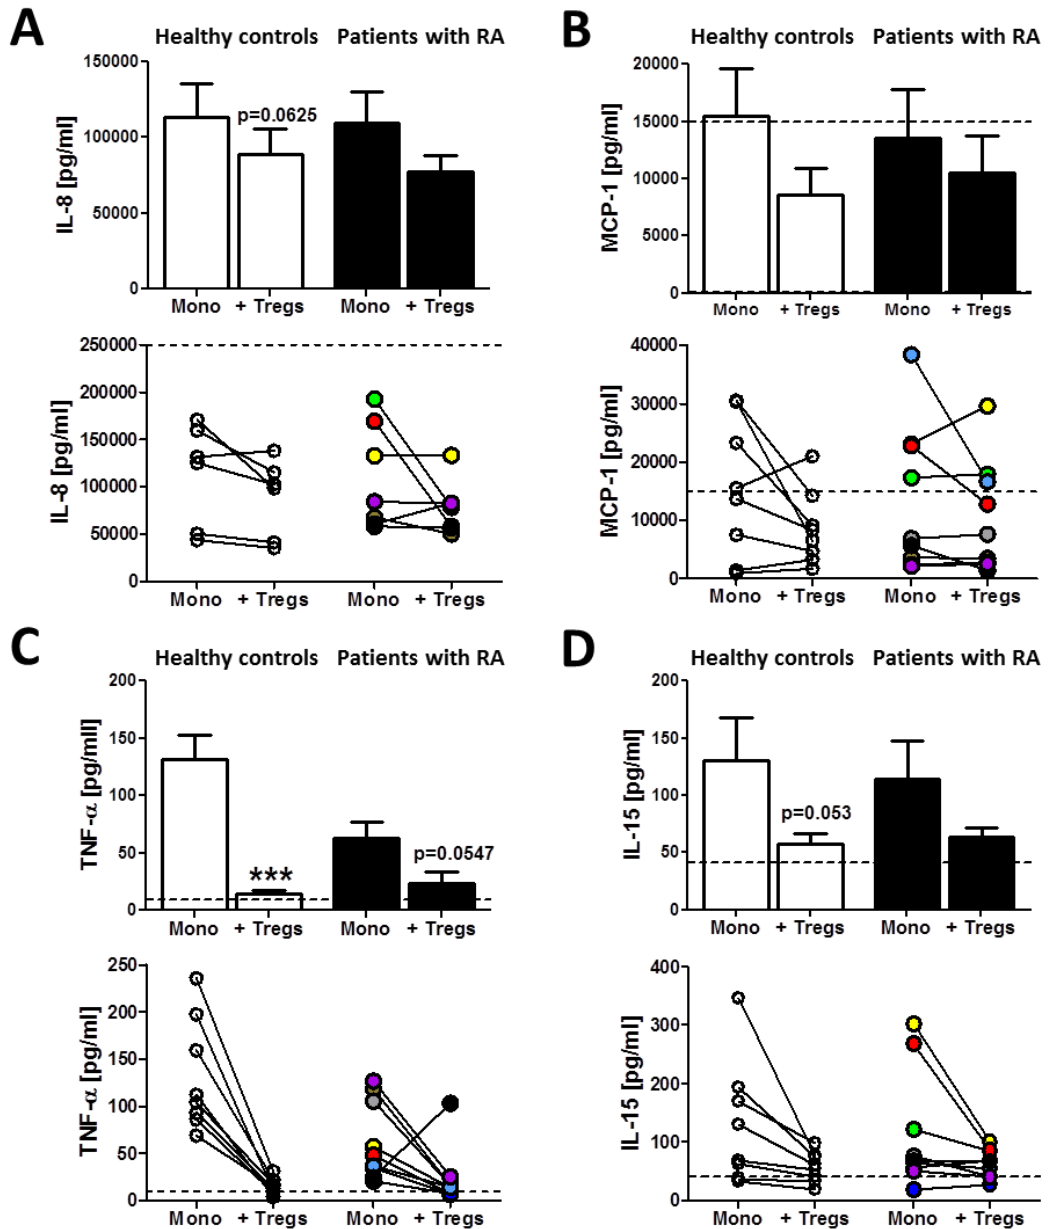 A
Healthy controls Patients with RA
IL-8 [pg/ml]
150000
100000
50000
0
p=0.0625
Mono + Tregs Mono + Tregs
IL-8 [pg/ml]
250000
200000
150000
100000
50000
0
Mono + Tregs Mono + Tregs
B
Healthy controls Patients with RA
MCP-1 [pg/ml]
20000
15000
10000
5000
0
Mono + Tregs Mono + Tregs
MCP-1 [pg/ml]
40000
30000
20000
10000
0
Mono + Tregs Mono + Tregs
C
Healthy controls Patients with RA
TNF-α [pg/mll]
200
150
100
50
0
***
p=0.0547
Mono + Tregs Mono + Tregs
TNF-α [pg/ml]
250
200
150
100
50
0
Mono + Tregs Mono + Tregs
D
Healthy controls Patients with RA
IL-15 [pg/ml]
200
150
100
50
0
p=0.053
Mono + Tregs Mono + Tregs
IL-15 [pg/ml]
400
300
200
100
0
Mono + Tregs Mono + Tregs